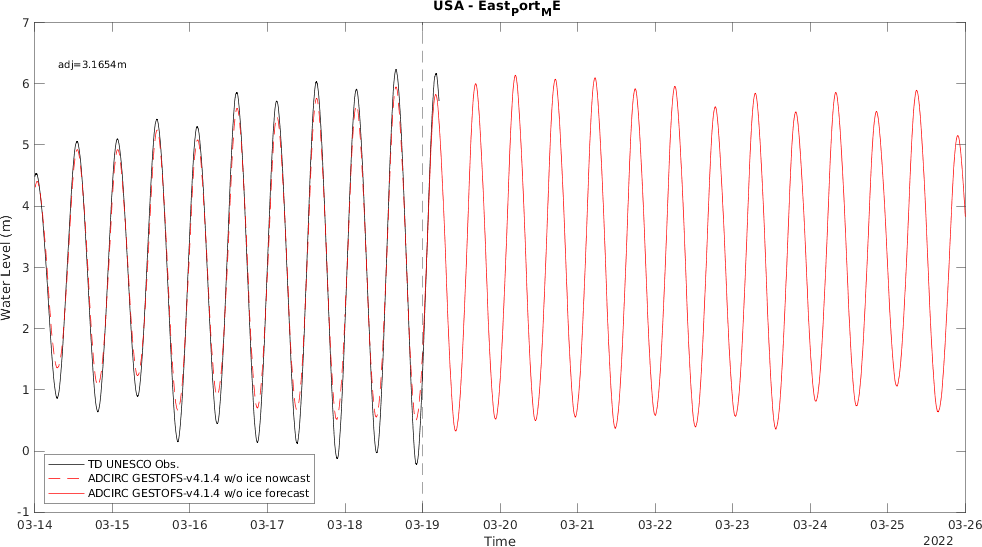 USA - East_Port_ME
adj=3.1654m
7
6
5
4
3
2
1
0
-1
Water Level (m)
TD UNESCO Obs.
ADCIRC GESTOFS-v4.1.4 w/o ice nowcast
ADCIRC GESTOFS-v4.1.4 w/o ice forecast
03-14 03-15 03-16 03-17 03-18 03-19 03-20 03-21 03-22 03-23 03-24 03-25 03-26
Time
2022